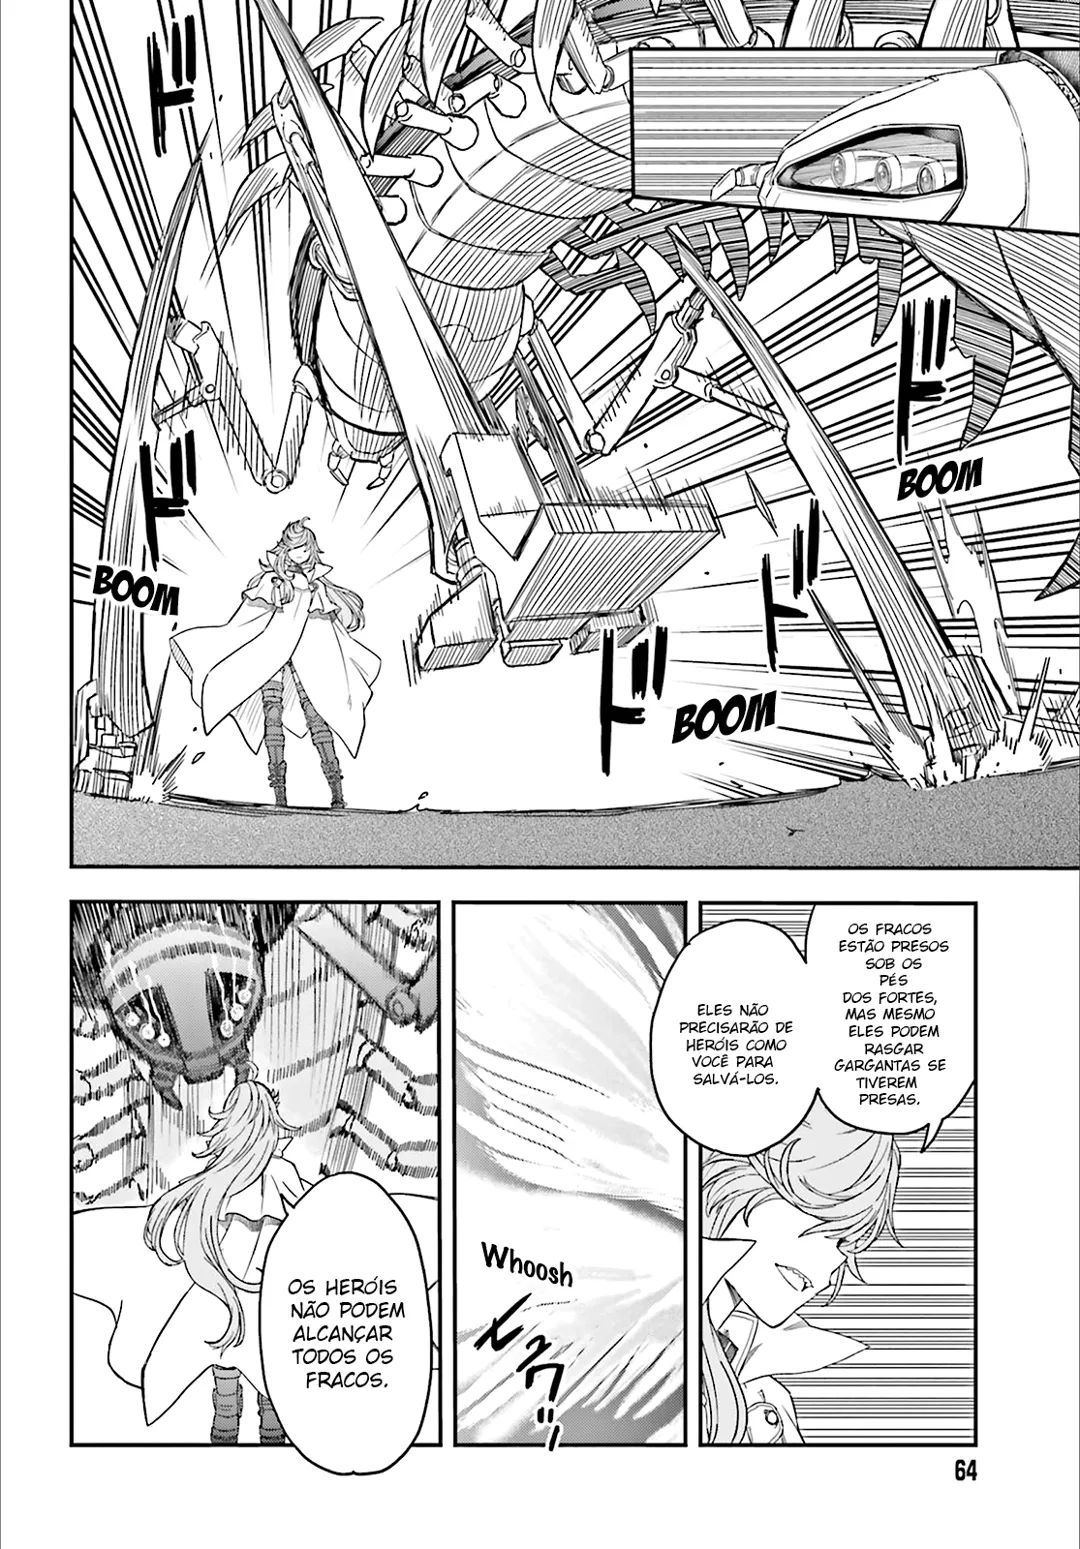 ド
BOOM
ド
BOOM
ド
BOOM
ド
OS FRACOS
ESTÃO PRESOS
SOB OS
PÉS
DOS FORTES,
MAS MESMO
ELES PODEM
RASGAR
GARGANTAS SE
TIVEREM
PRESAS.
ELES NÃO
PRECISARÃO DE
HERÓIS COMO
VOCÊ PARA
SALVÁ-LOS.
Whoosh
OS HERÓIS
NÃO PODEM
ALCANÇAR
TODOS OS
FRACOS.
64